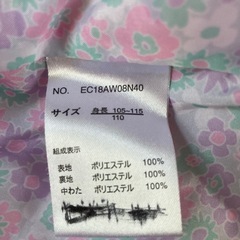 NO. EC18AW08N40
サイズ 身長 105~115
110
組成表示
表地 ポリエステル 100%
裏地 ポリエステル 100%
中わた ポリエステル 100%